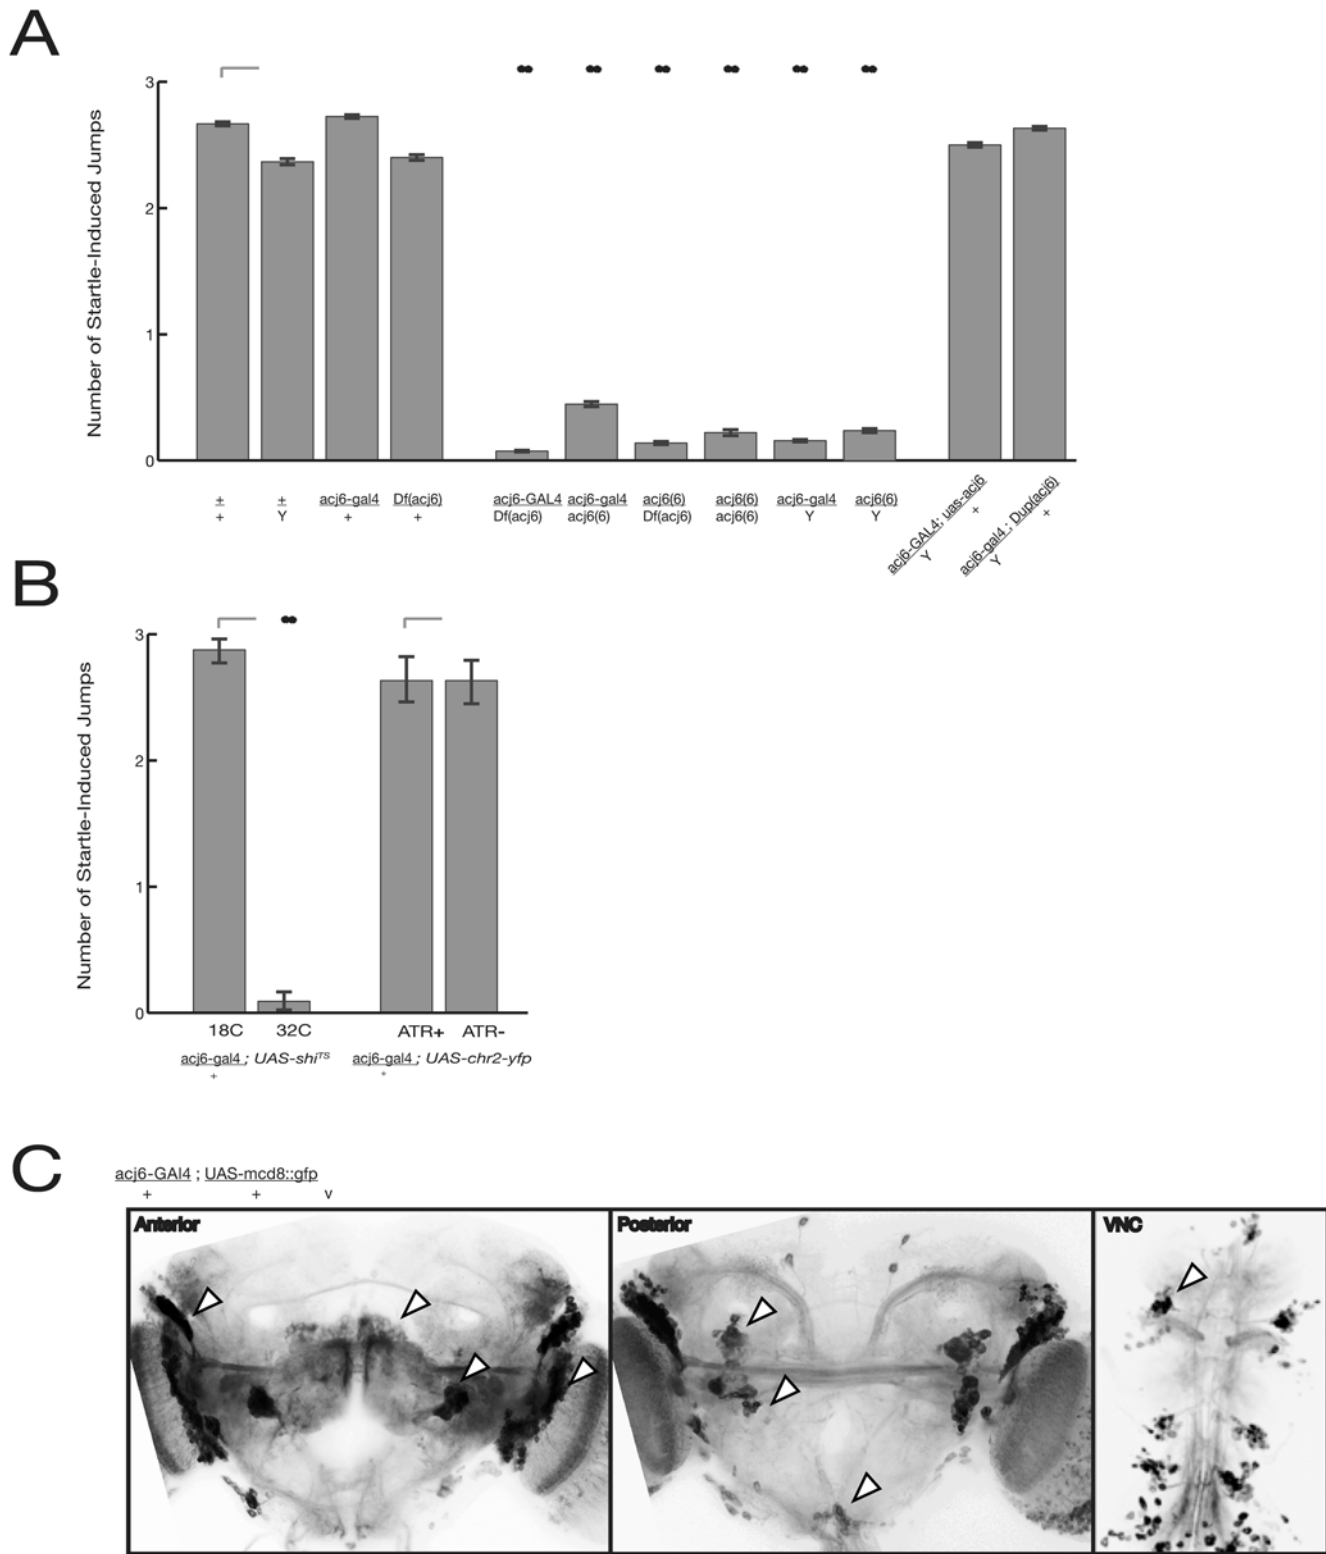 A
Number of Startle-Induced Jumps
3
2
1
0
+ + acj6-gal4 Df(acj6) acj6-GAL4 acj6-gal4 acj6(6) acj6(6) acj6-gal4 acj6(6) acj6-GAL4; uas-acj6 acj6-gal4 ; Dup(acj6)
+ Y + + Df(acj6) acj6(6) Df(acj6) acj6(6) Y Y Y + Y +
B
Number of Startle-Induced Jumps
3
2
1
0
18C 32C ATR+ ATR-
acj6-gal4 ; UAS-shiTS acj6-gal4 ; UAS-chr2-yfp
+ +
C
acj6-GAl4 ; UAS-mcd8::gfp
+ + v
Anterior Posterior VNC